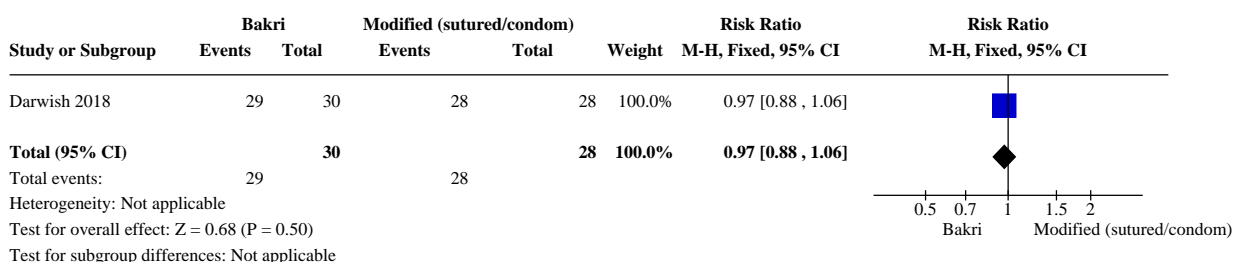 Bakri Modified (sutured/condom) Risk Ratio Risk Ratio
Study or Subgroup Events Total Events Total Weight M-H, Fixed, 95% CI M-H, Fixed, 95% CI
Darwish 2018 29 30 28 28 100.0% 0.97 [0.88 , 1.06]
Total (95% CI) 30 28 100.0% 0.97 [0.88 , 1.06]
Total events: 29 28
Heterogeneity: Not applicable
0.5 0.7 1 1.5 2
Test for overall effect: Z = 0.68 (P = 0.50)
Bakri Modified (sutured/condom)
Test for subgroup differences: Not applicable